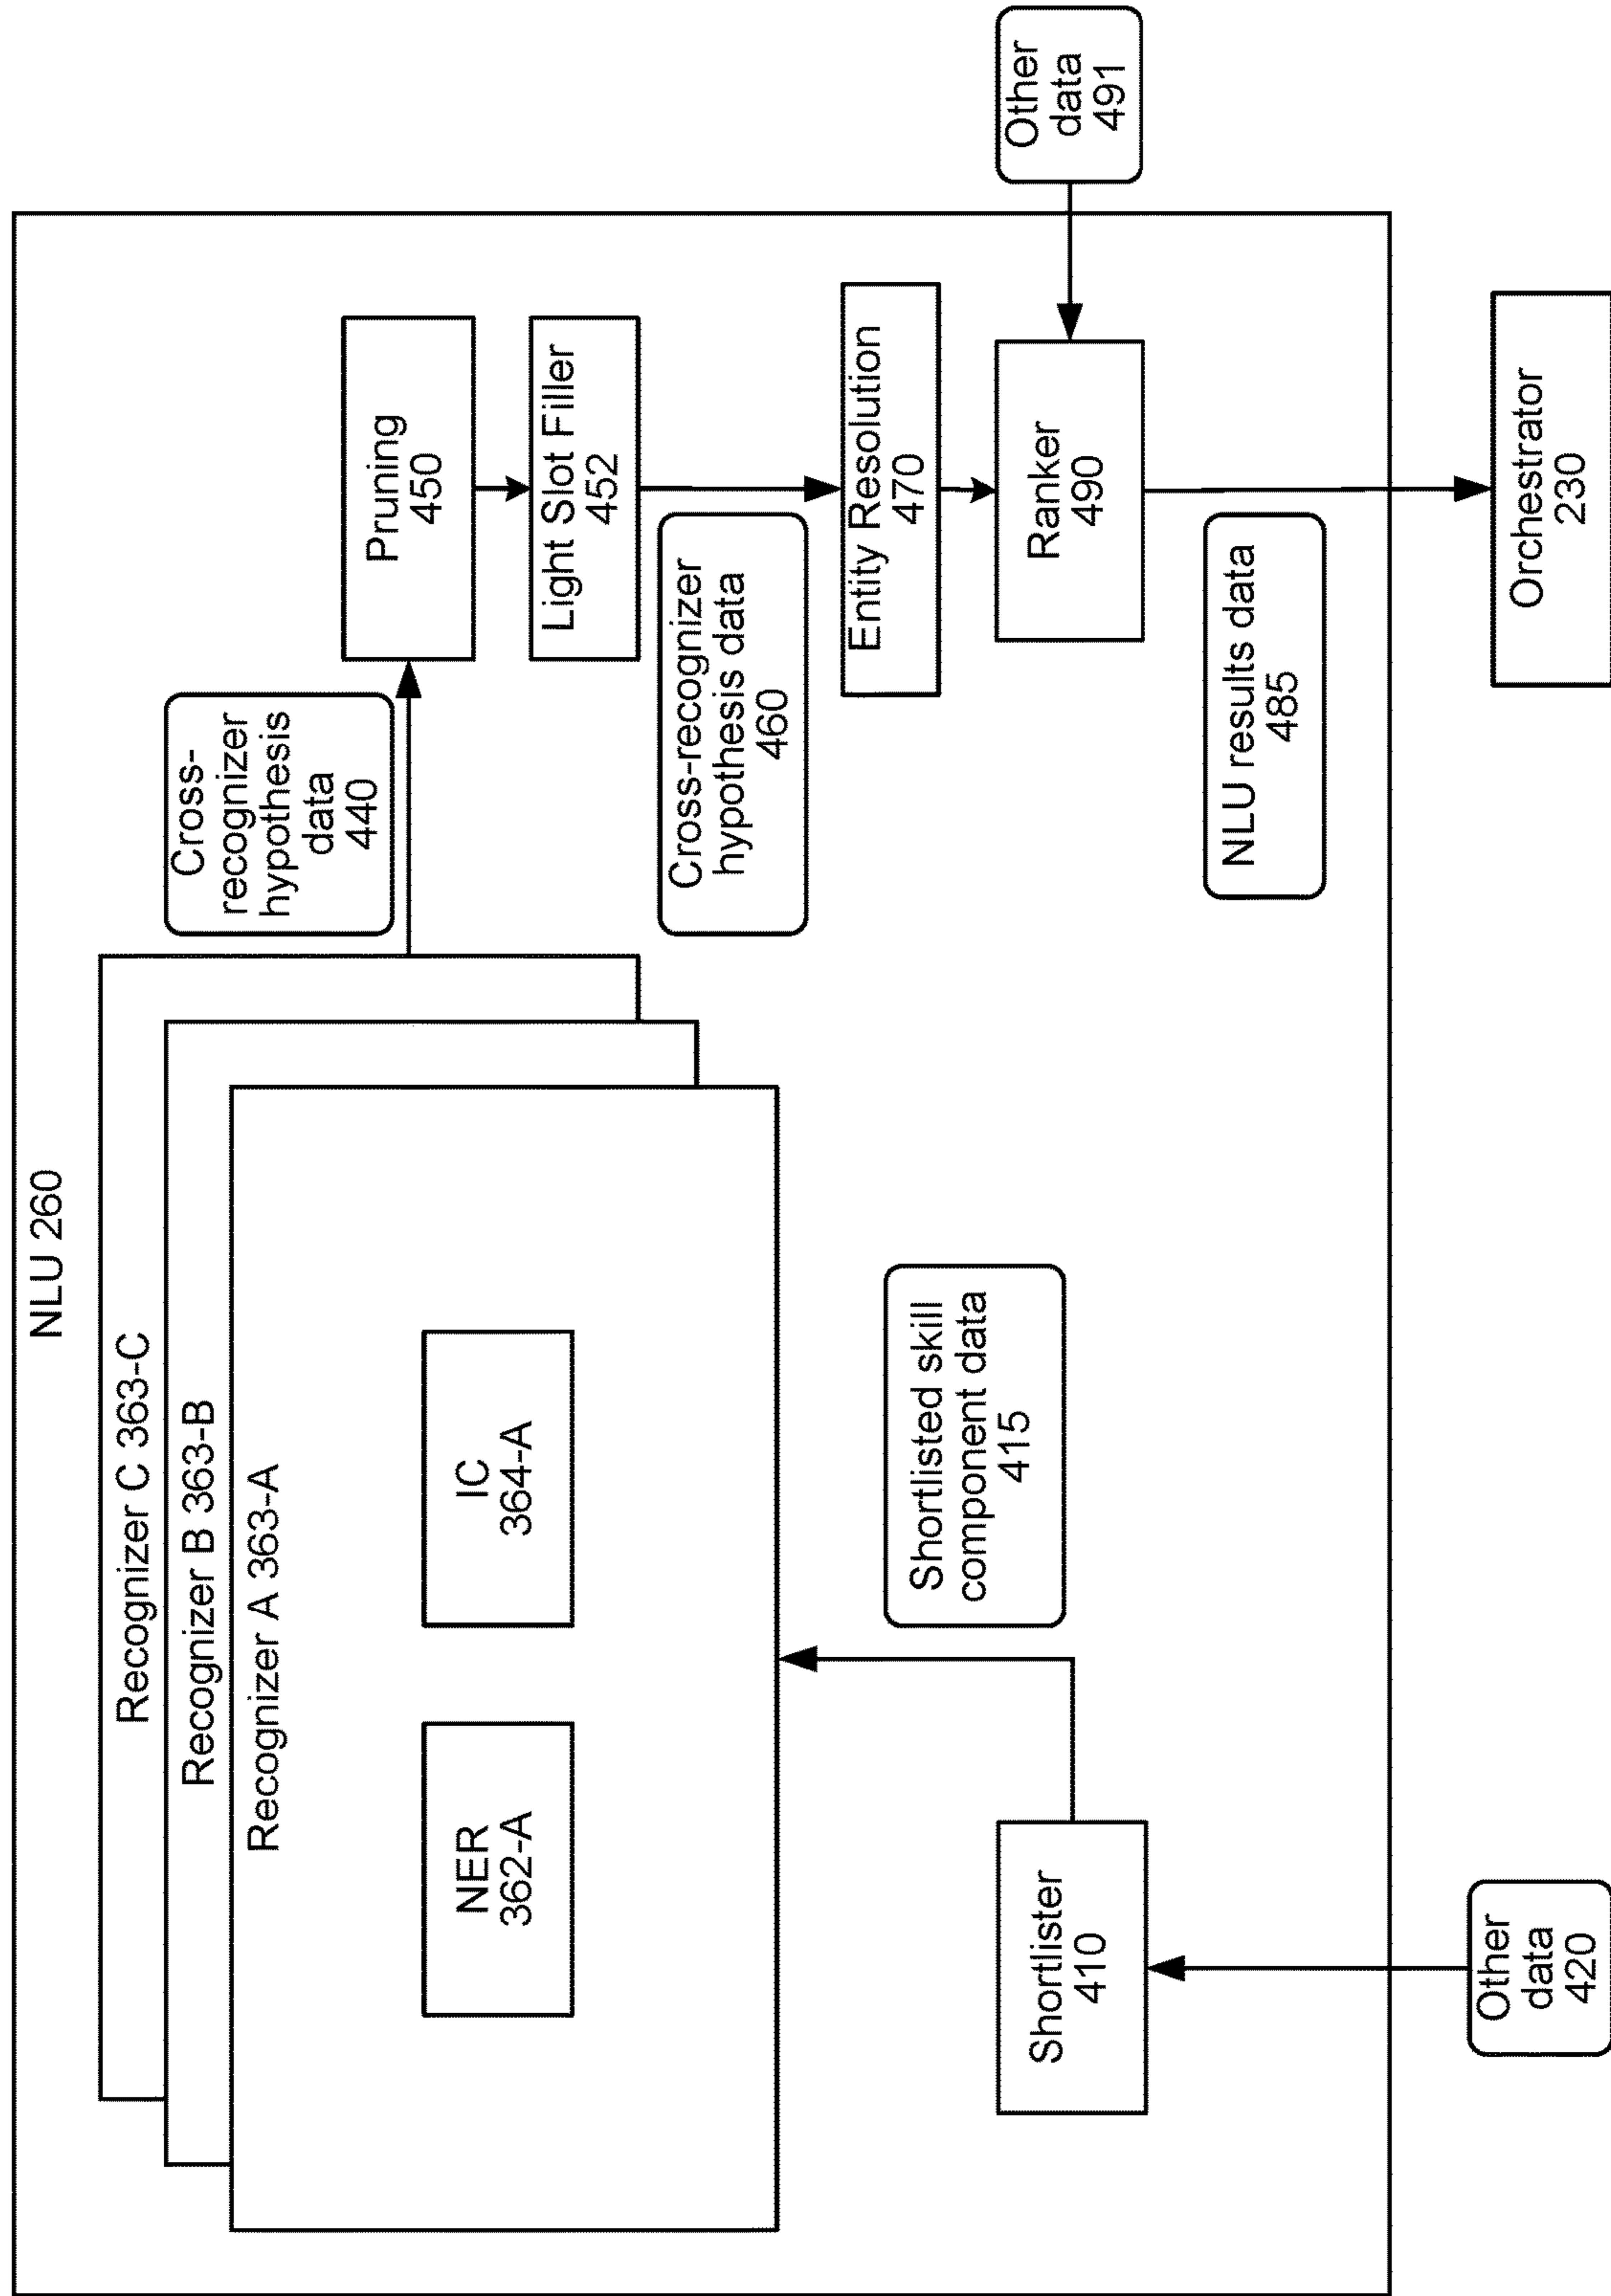 NLU 260
Recognizer C 363-C
Recognizer B 363-B
Recognizer A 363-A
NER
362-A
IC
364-A
Cross-
recognizer
hypothesis
data
440
Pruning
450
Light Slot Filler
452
Cross-recognizer
hypothesis data
460
Entity Resolution
470
Shortlister
410
Shortlisted skill
component data
415
Ranker
490
Other
data
491
NLU results data
485
Other
data
420
Orchestrator
230